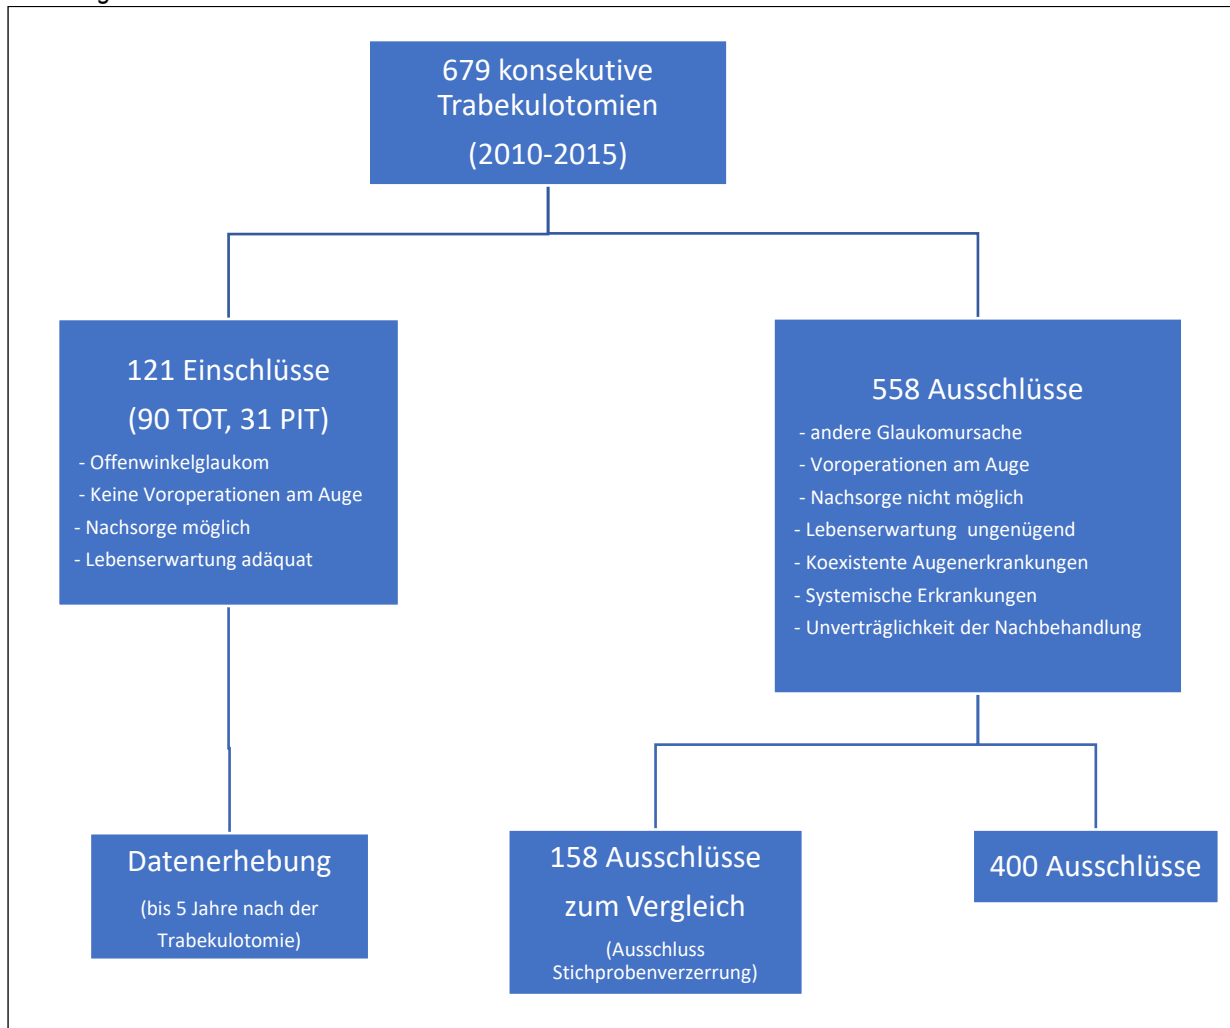 679 konsekutive
Trabekulotomien
(2010-2015)
121 Einschlüsse
(90 TOT, 31 PIT)
- Offenwinkelglaukom
- Keine Voroperationen am Auge
- Nachsorge möglich
- Lebenserwartung adäquat
558 Ausschlüsse
- andere Glaukomursache
- Voroperationen am Auge
- Nachsorge nicht möglich
- Lebenserwartung ungenügend
- Koexistente Augenerkrankungen
- Systemische Erkrankungen
- Unverträglichkeit der Nachbehandlung
Datenerhebung
(bis 5 Jahre nach der
Trabekulotomie)
158 Ausschlüsse
zum Vergleich
(Ausschluss
Stichprobenverzerrung)
400 Ausschlüsse